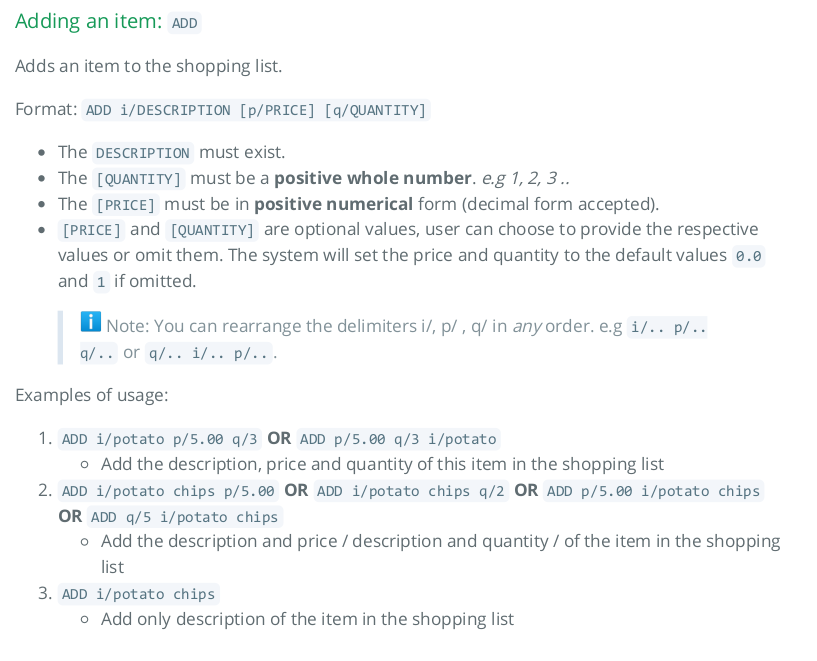 Adding an item: ADD
Adds an item to the shopping list.
Format: ADD i/DESCRIPTION [p/PRICE] [q/QUANTITY]
• The DESCRIPTION must exist.
• The [QUANTITY] must be a positive whole number. e.g 1, 2, 3 ..
• The [PRICE] must be in positive numerical form (decimal form accepted).
• [PRICE] and [QUANTITY] are optional values, user can choose to provide the respective
values or omit them. The system will set the price and quantity to the default values 0.0
and 1 if omitted.
ℹ️ Note: You can rearrange the delimiters i/, p/ , q/ in any order. e.g i/.. p/..
q/.. or q/.. i/.. p/...
Examples of usage:
1. ADD i/potato p/5.00 q/3 OR ADD p/5.00 q/3 i/potato
◦ Add the description, price and quantity of this item in the shopping list
2. ADD i/potato chips p/5.00 OR ADD i/potato chips q/2 OR ADD p/5.00 i/potato chips
OR ADD q/5 i/potato chips
◦ Add the description and price / description and quantity / of the item in the shopping
list
3. ADD i/potato chips
◦ Add only description of the item in the shopping list